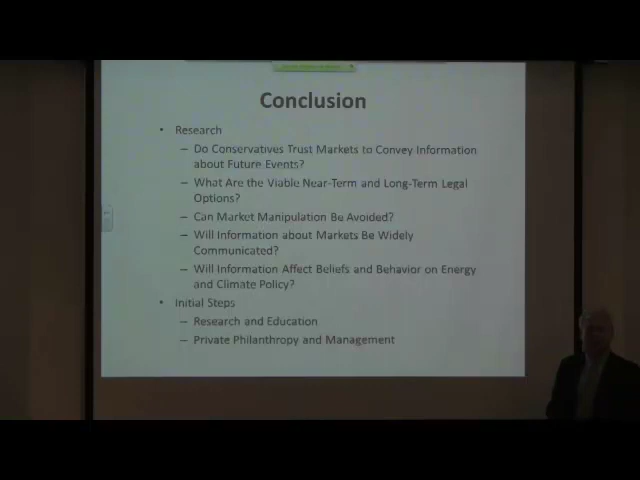 Conclusion
• Research
– Do Conservatives Trust Markets to Convey Information
about Future Events?
– What Are the Viable Near-Term and Long-Term Legal
Options?
– Can Market Manipulation Be Avoided?
– Will Information about Markets Be Widely
Communicated?
– Will Information Affect Beliefs and Behavior on Energy
and Climate Policy?
• Initial Steps
– Research and Education
– Private Philanthropy and Management